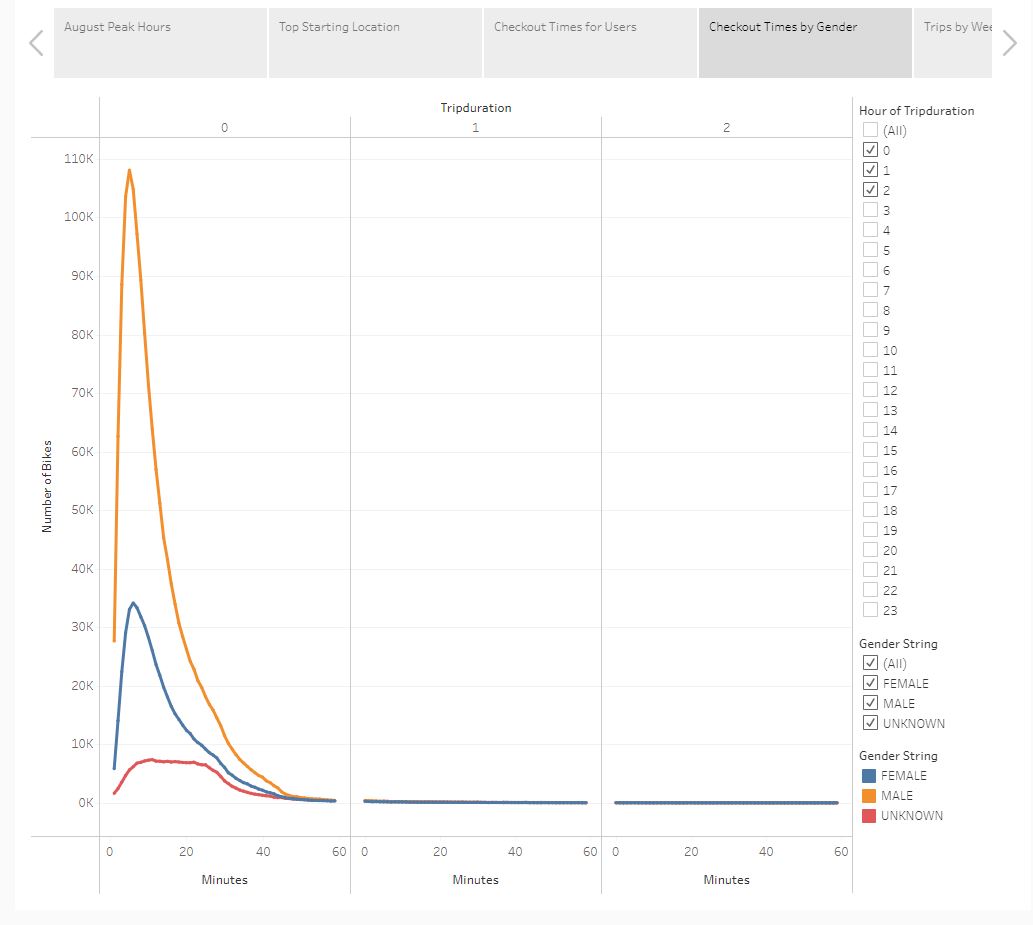 August Peak Hours
Top Starting Location
Checkout Times for Users
Checkout Times by Gender
Trips by Wee
Tripduration
0 1 2
Number of Bikes
110K
100K
90K
80K
70K
60K
50K
40K
30K
20K
10K
0K
0 20 40 60 0 20 40 60 0 20 40 60
Minutes Minutes Minutes
Hour of Tripduration
(All)
0
1
2
3
4
5
6
7
8
9
10
11
12
13
14
15
16
17
18
19
20
21
22
23
Gender String
(All)
FEMALE
MALE
UNKNOWN
Gender String
FEMALE
MALE
UNKNOWN